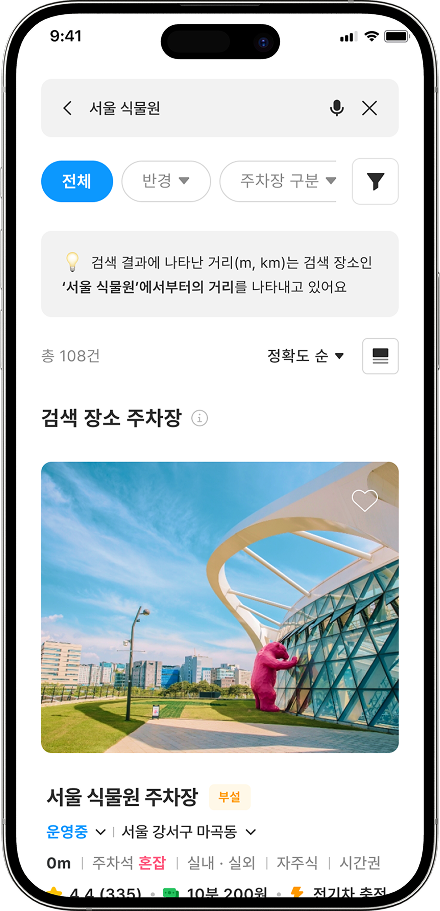 9:41
서울 식물원
전체 반경 주차장 구분
검색 결과에 나타난 거리(m, km)는 검색 장소인
‘서울 식물원’에서부터의 거리를 나타내고 있어요
총 108건 정확도 순
검색 장소 주차장
서울 식물원 주차장 부설
운영중 서울 강서구 마곡동
0m 주차석 혼잡 실내 · 실외 자주식 시간권
4.4 (335) 10분 200원 전기차 충전